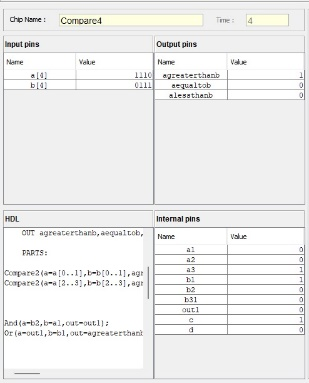 Chip Name : Compare4 Time : 4
Input pins
Name Value
a[4] 1110
b[4] 0111
Output pins
Name Value
agreaterthanb 1
aequaltob 0
alessthanb 0
HDL
OUT agreaterthanb,aequaltob,
PARTS:
Compare2(a=a[0..1],b=b[0..1],agr
Compare2(a=a[2..3],b=b[2..3],agr
And(a=b2,b=a1,out=out1);
Or(a=out1,b=b1,out=agreaterthanb
Internal pins
Name Value
a1 0
a2 0
a3 1
b1 1
b2 0
b31 0
out1 0
c 1
d 0